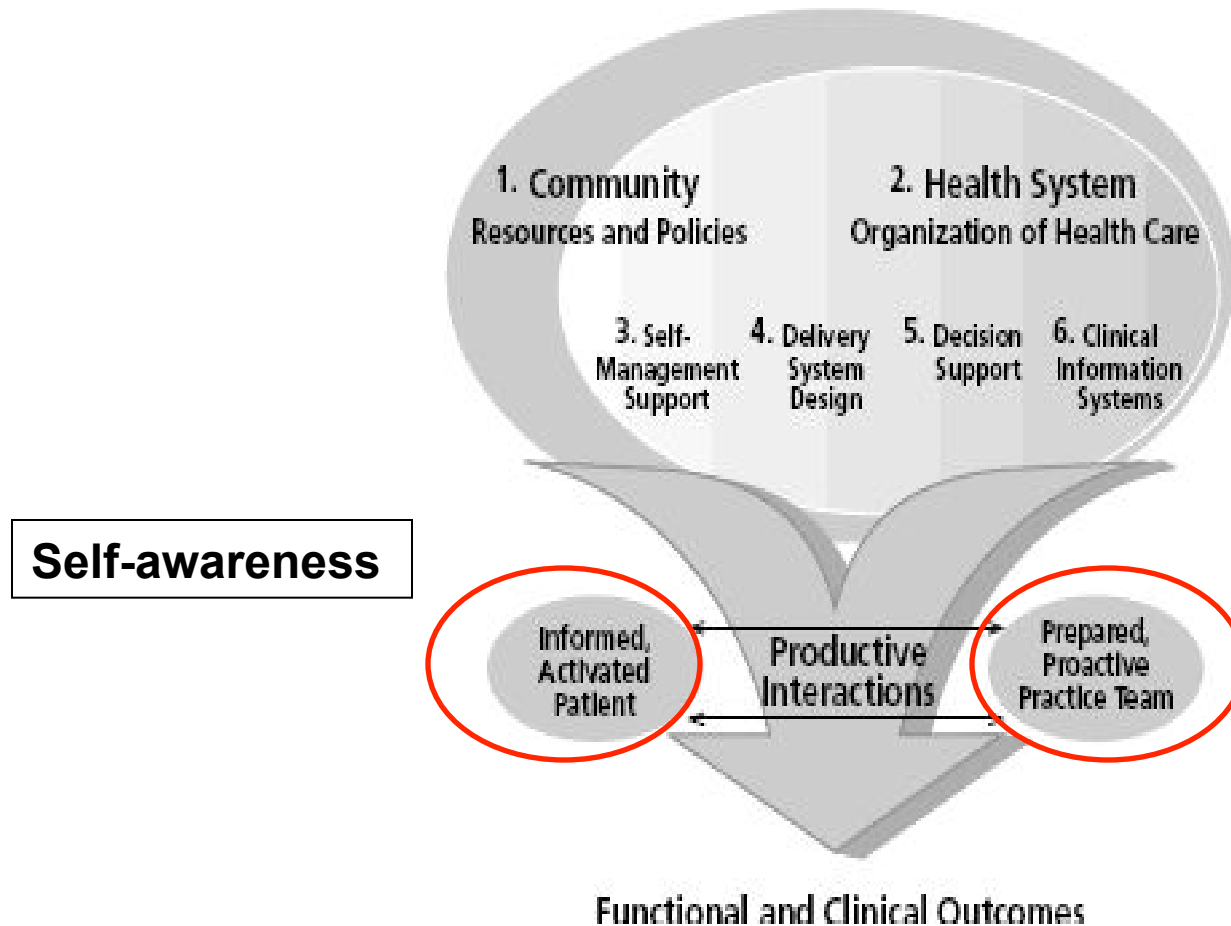 1. Community
Resources and Policies
2. Health System
Organization of Health Care
3. Self-
Management
Support
4. Delivery
System
Design
5. Decision
Support
6. Clinical
Information
Systems
Self-awareness
Informed,
Activated
Patient
Productive
Interactions
Prepared,
Proactive
Practice Team
Functional and Clinical Outcomes